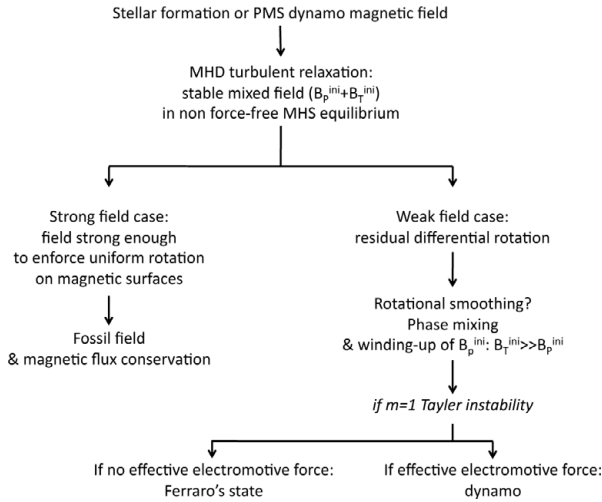 Stellar formation or PMS dynamo magnetic field
MHD turbulent relaxation:
stable mixed field (B_P^ini+B_T^ini)
in non force-free MHS equilibrium
Strong field case:
field strong enough
to enforce uniform rotation
on magnetic surfaces
Fossil field
& magnetic flux conservation
Weak field case:
residual differential rotation
Rotational smoothing?
Phase mixing
& winding-up of B_p^ini: B_T^ini>>B_P^ini
if m=1 Tayler instability
If no effective electromotive force:
Ferraro's state
If effective electromotive force:
dynamo